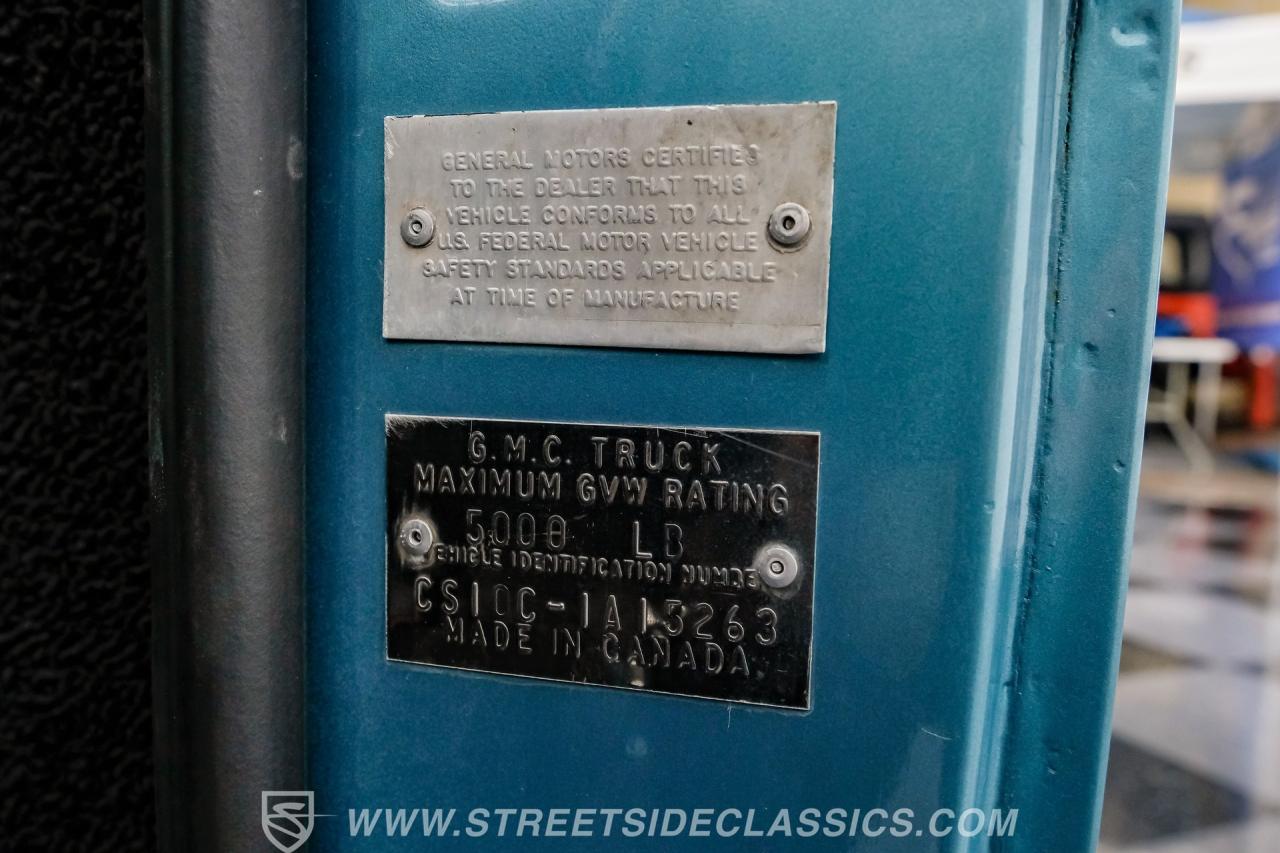 GENERAL MOTORS CERTIFIES
TO THE DEALER THAT THIS
VEHICLE CONFORMS TO ALL
U.S. FEDERAL MOTOR VEHICLE
SAFETY STANDARDS APPLICABLE
AT TIME OF MANUFACTURE
G.M.C. TRUCK
MAXIMUM GVW RATING
5000 LB
VEHICLE IDENTIFICATION NUMBER
CS10C-1A15263
MADE IN CANADA
WWW.STREETSIDECLASSICS.COM